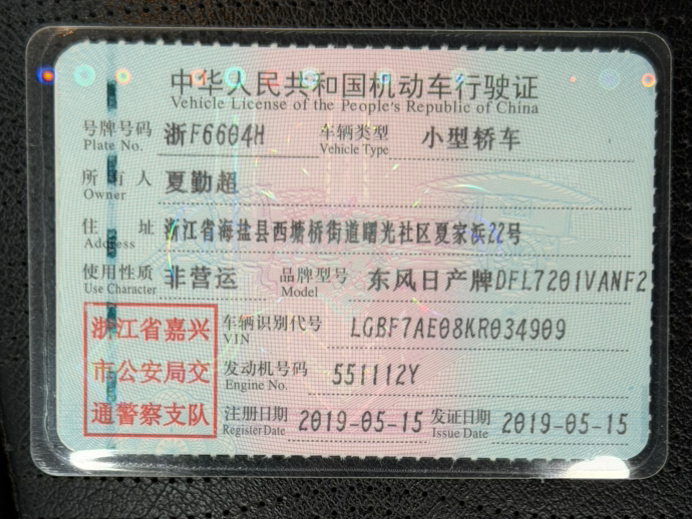 中华人民共和国机动车行驶证
Vehicle License of the People's Republic of China
号牌号码 浙F6604H 车辆类型 小型轿车
Plate No. Vehicle Type
所有人 夏勤超
Owner
住址 浙江省海盐县西塘桥街道曙光社区夏家浜22号
Address
使用性质 非营运 品牌型号 东风日产牌DFL7201VANF2
Use Character Model
浙江省嘉兴
市公安局交
通警察支队
车辆识别代号 LGBF7AE08KR034909
VIN
发动机号码 551112Y
Engine No.
注册日期 2019-05-15 发证日期 2019-05-15
Register Date Issue Date